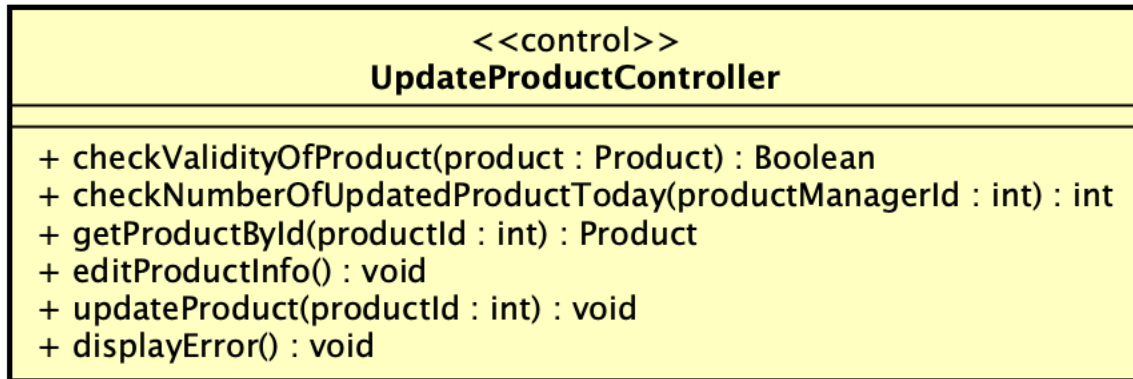 <<control>>
UpdateProductController
+ checkValidityOfProduct(product : Product) : Boolean
+ checkNumberOfUpdatedProductToday(productManagerId : int) : int
+ getProductById(productId : int) : Product
+ editProductInfo() : void
+ updateProduct(productId : int) : void
+ displayError() : void